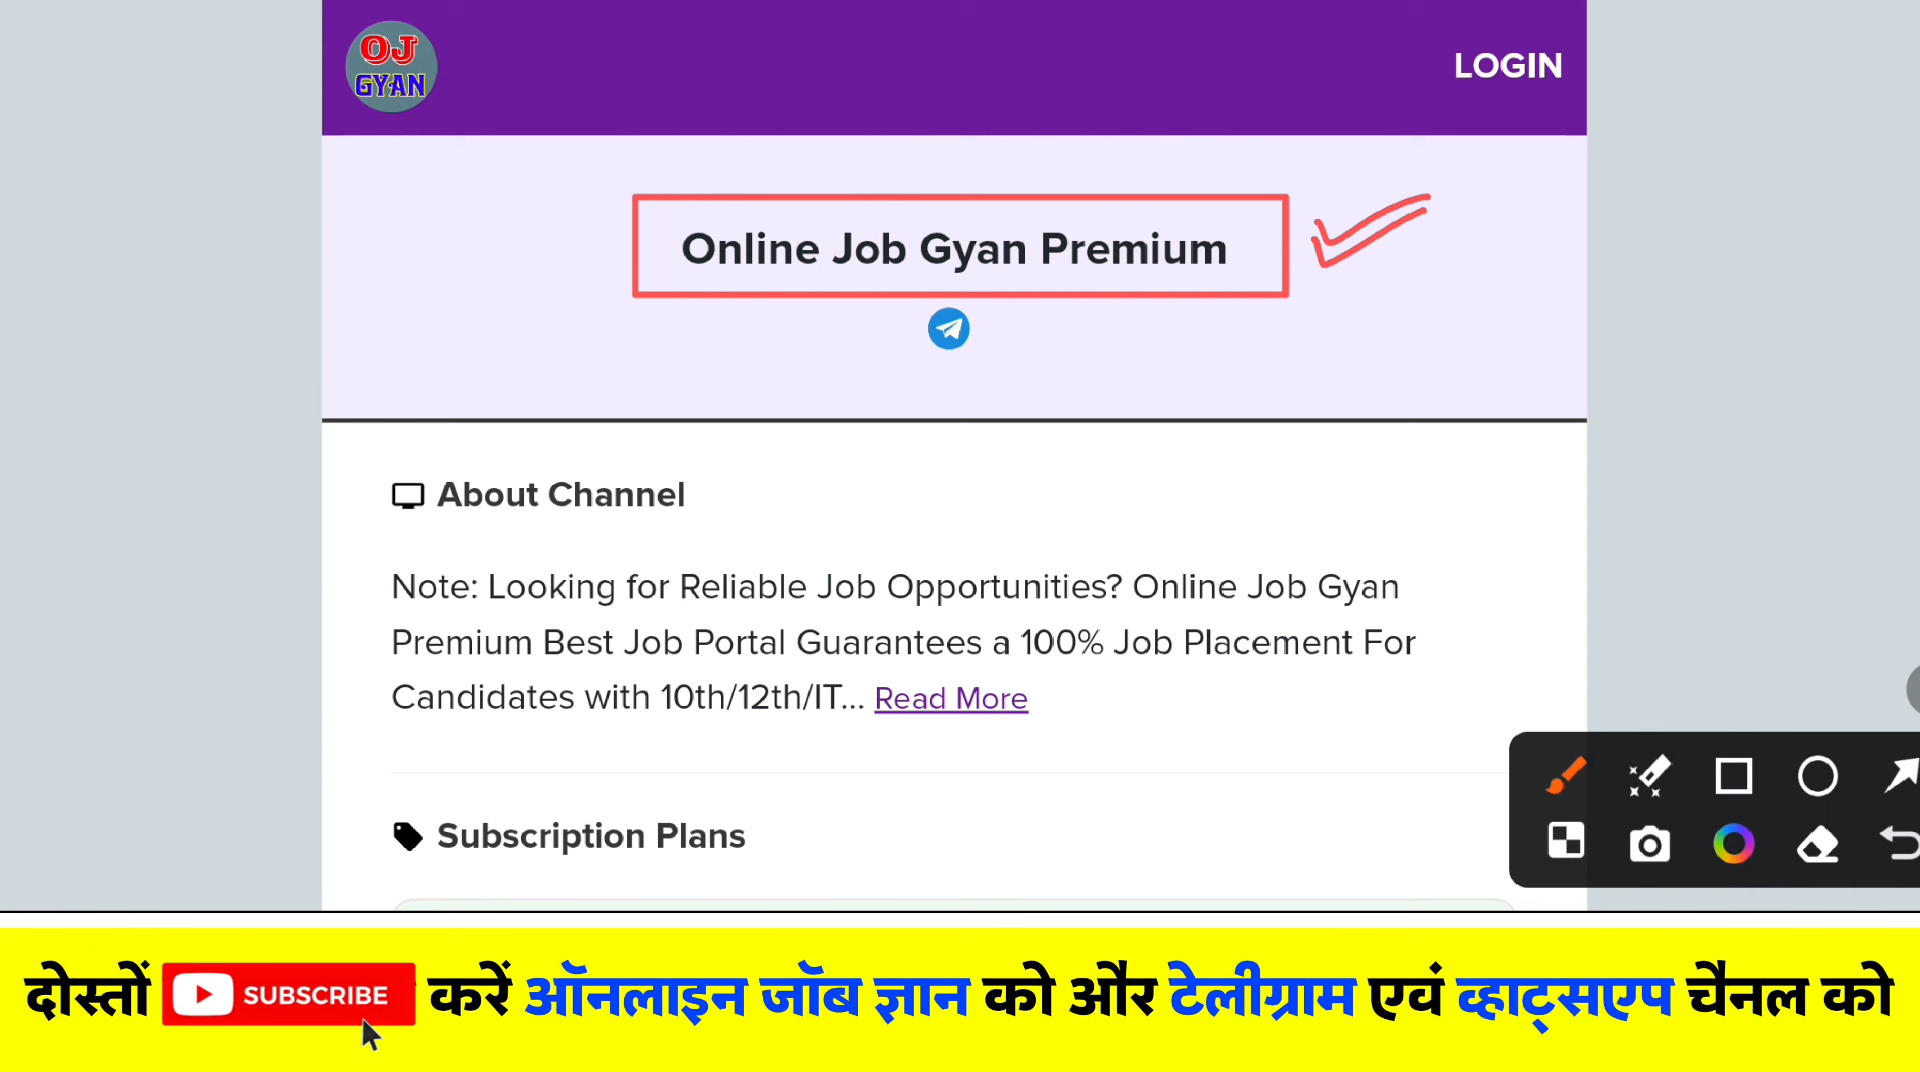 OJ
GYAN
LOGIN
Online Job Gyan Premium
About Channel
Note: Looking for Reliable Job Opportunities? Online Job Gyan
Premium Best Job Portal Guarantees a 100% Job Placement For
Candidates with 10th/12th/IT... Read More
Subscription Plans
दोस्तों SUBSCRIBE करें ऑनलाइन जॉब ज्ञान को और टेलीग्राम एवं व्हाट्सएप चैनल को